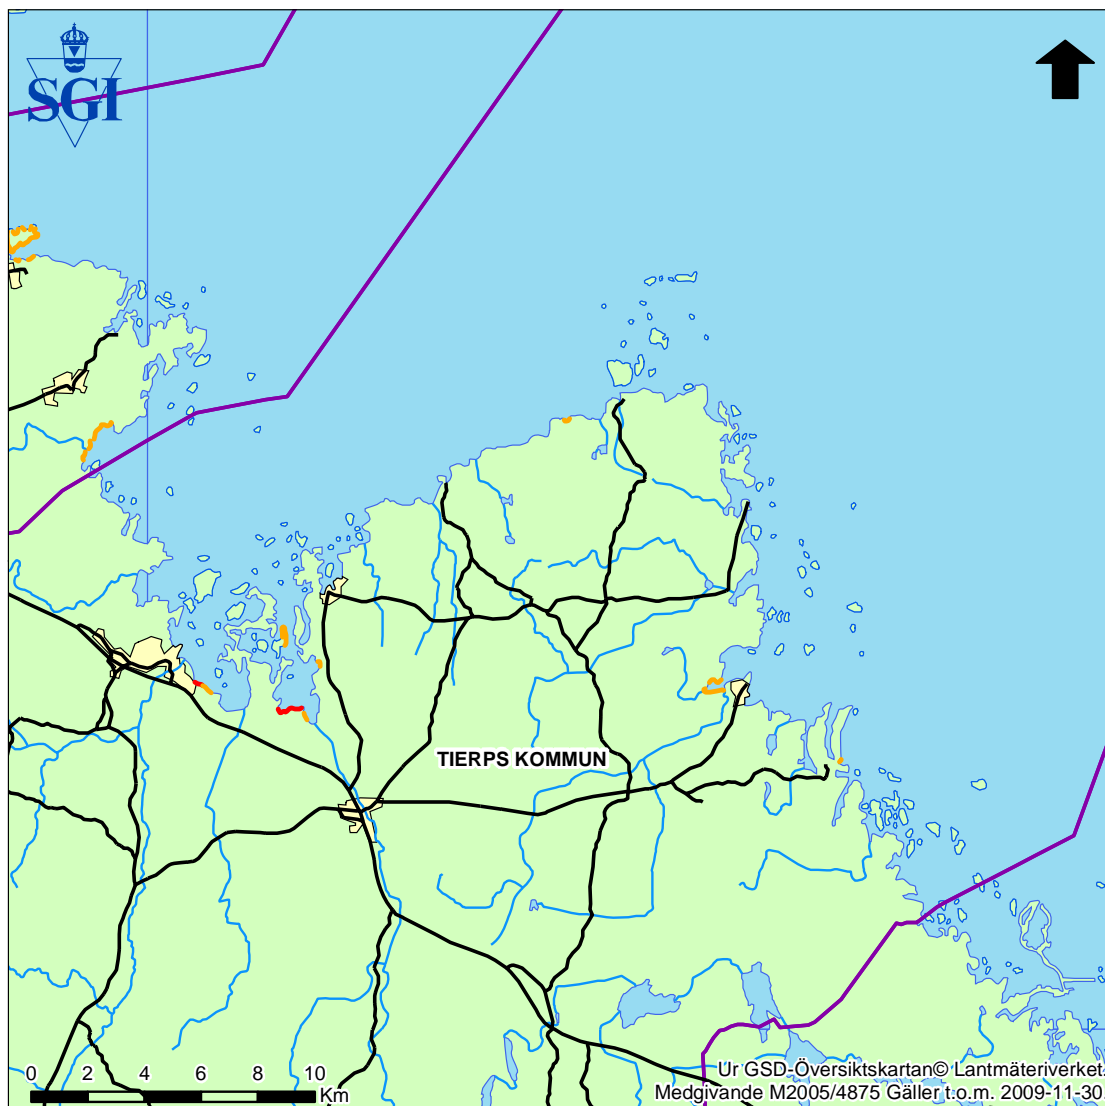 SGI
TIERPS KOMMUN
0 2 4 6 8 10
Km
Ur GSD-Översiktskartan© Lantmäteriverket.
Medgivande M2005/4875 Gäller t.o.m. 2009-11-30